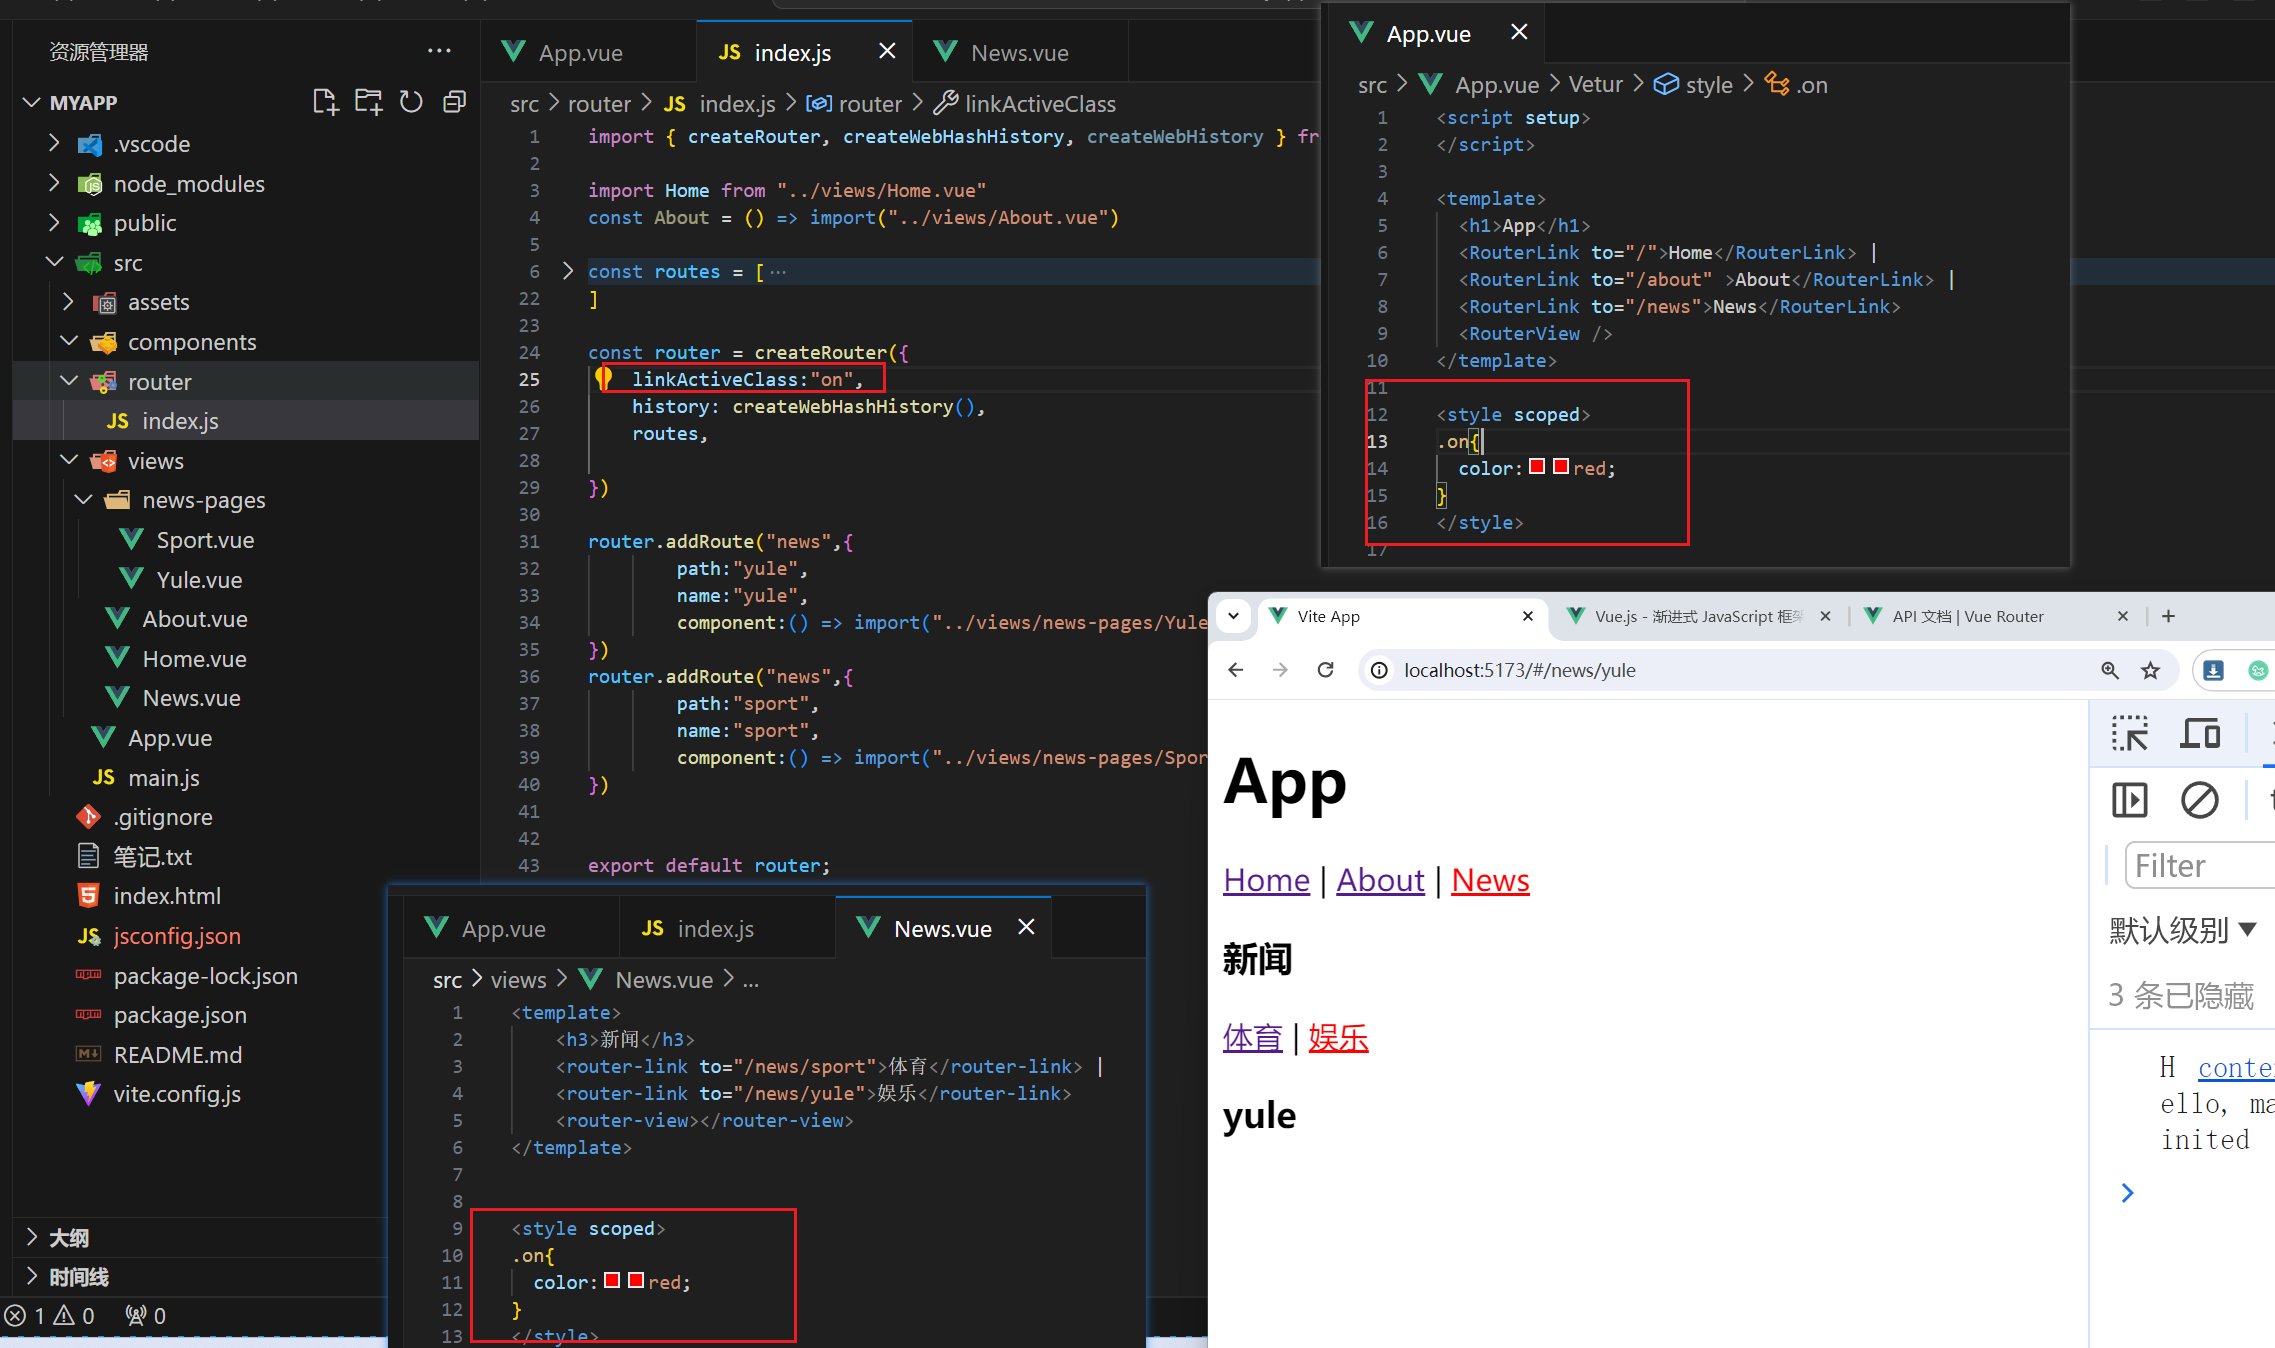 资源管理器
MYAPP
.vscode
node_modules
public
src
assets
components
router
JS index.js
views
news-pages
Sport.vue
Yule.vue
About.vue
Home.vue
News.vue
App.vue
JS main.js
.gitignore
笔记.txt
index.html
JS jsconfig.json
package-lock.json
package.json
README.md
vite.config.js
大纲
时间线
1 0 0
App.vue
JS index.js
News.vue
src > router > JS index.js > router > linkActiveClass
1 import { createRouter, createWebHashHistory, createWebHistory } fr
2
3 import Home from "../views/Home.vue"
4 const About = () => import("../views/About.vue")
5
6 const routes = [ ...
22 ]
23
24 const router = createRouter({
25 linkActiveClass:"on",
26 history: createWebHashHistory(),
27 routes,
28
29 })
30
31 router.addRoute("news",{
32 path:"yule",
33 name:"yule",
34 component:() => import("../views/news-pages/Yule
35 })
36 router.addRoute("news",{
37 path:"sport",
38 name:"sport",
39 component:() => import("../views/news-pages/Spor
40 })
41
42
43 export default router;
App.vue
src > App.vue > Vetur > style > .on
1 <script setup>
2 </script>
3
4 <template>
5 <h1>App</h1>
6 <RouterLink to="/">Home</RouterLink> |
7 <RouterLink to="/about" >About</RouterLink> |
8 <RouterLink to="/news">News</RouterLink>
9 <RouterView />
10 </template>
11
12 <style scoped>
13 .on{
14 color: red;
15 }
16 </style>
17
App.vue
JS index.js
News.vue
src > views > News.vue > ...
1 <template>
2 <h3>新闻</h3>
3 <router-link to="/news/sport">体育</router-link> |
4 <router-link to="/news/yule">娱乐</router-link>
5 <router-view></router-view>
6 </template>
7
8
9 <style scoped>
10 .on{
11 color: red;
12 }
13 </style>
Vite App
Vue.js - 渐进式 JavaScript 框架
API 文档 | Vue Router
localhost:5173/#/news/yule
App
Home | About | News
新闻
体育 | 娱乐
yule
Filter
默认级别
3 条已隐藏
H conte
ello, ma
inited